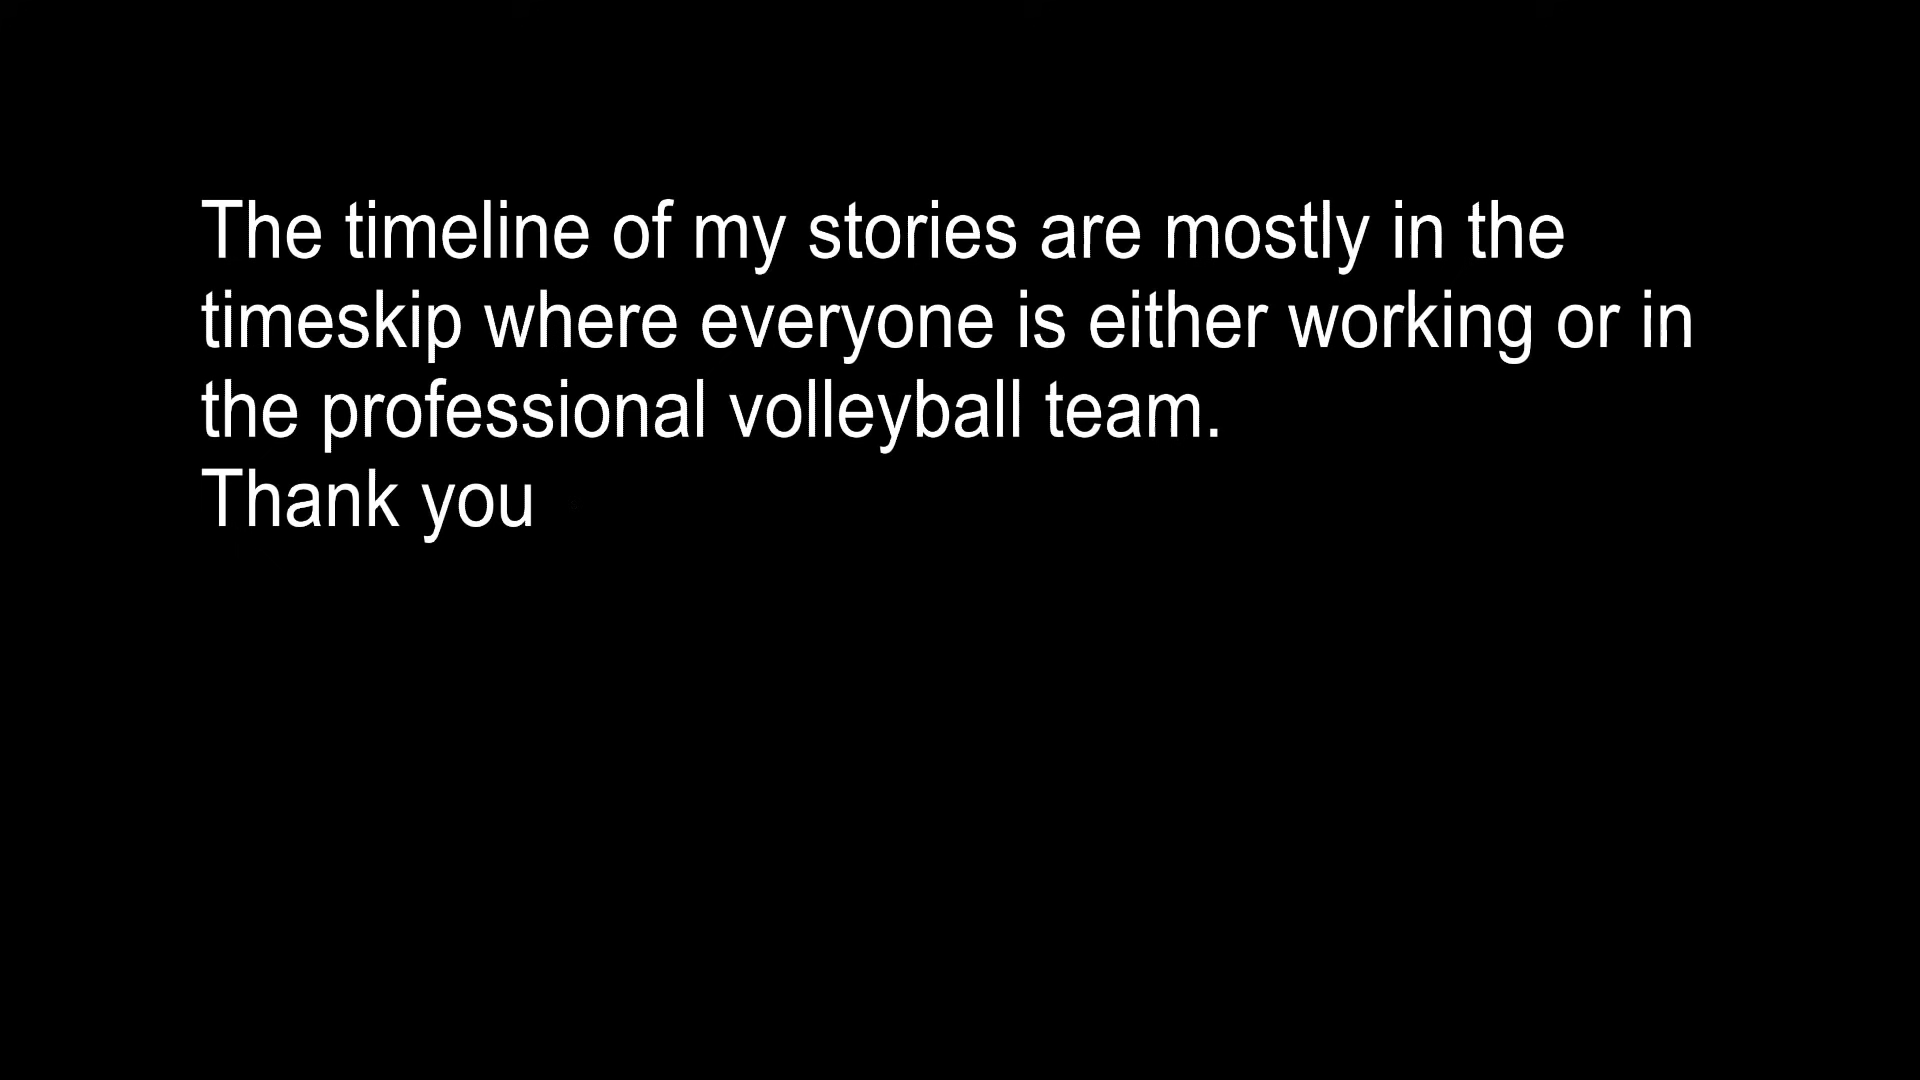 The timeline of my stories are mostly in the
timeskip where everyone is either working or in
the professional volleyball team.
Thank you